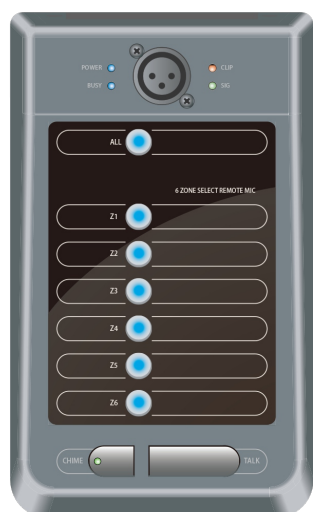 POWER CLIP
BUSY SIG
ALL
6 ZONE SELECT REMOTE MIC
Z1
Z2
Z3
Z4
Z5
Z6
CHIME TALK